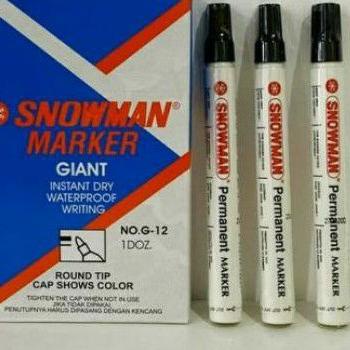 SNOWMAN®
MARKER
GIANT
INSTANT DRY
WATERPROOF
WRITING
NO.G-12
1 DOZ.
ROUND TIP
CAP SHOWS COLOR
TIGHTEN THE CAP WHEN NOT IN USE
JIKA TIDAK DIPAKAI,
PENUTUPNYA HARUS DIPASANG DENGAN KENCANG
SNOWMAN
Permanent MARKER
SNOWMAN
Permanent MARKER
SNOWMAN
Permanent MARKER